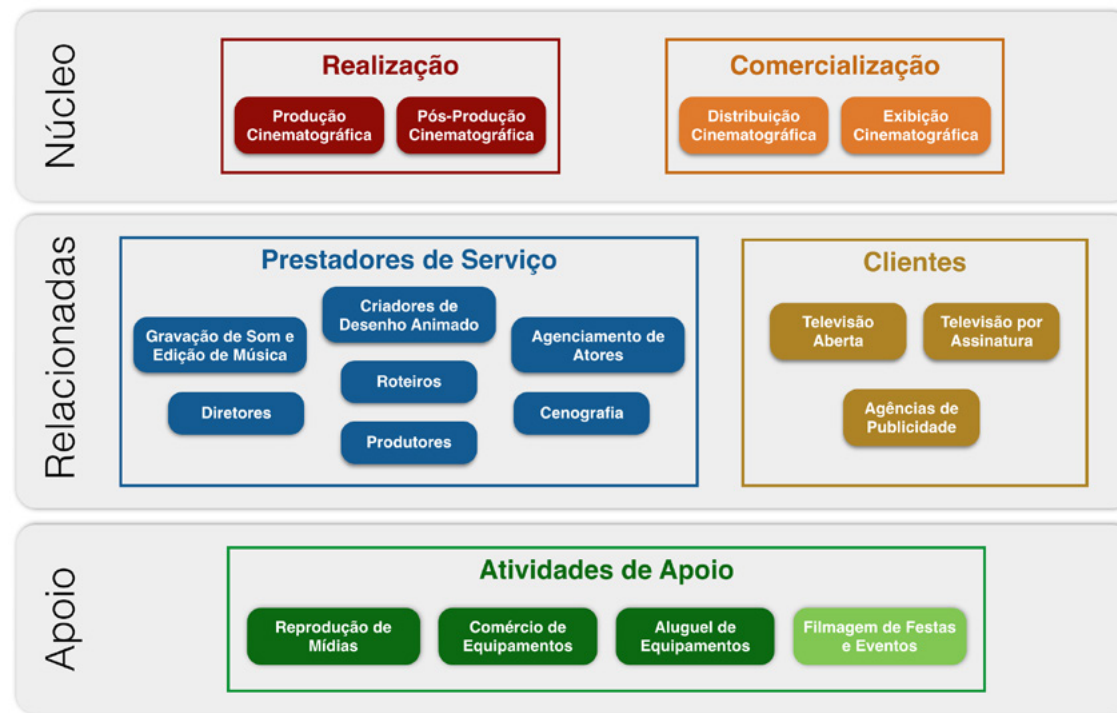 Núcleo
Realização
Produção
Cinematográfica
Pós-Produção
Cinematográfica
Comercialização
Distribuição
Cinematográfica
Exibição
Cinematográfica
Relacionadas
Prestadores de Serviço
Gravação de Som e
Edição de Música
Criadores de
Desenho Animado
Agenciamento de
Atores
Diretores
Roteiros
Cenografia
Produtores
Clientes
Televisão
Aberta
Televisão por
Assinatura
Agências de
Publicidade
Apoio
Atividades de Apoio
Reprodução de
Mídias
Comércio de
Equipamentos
Aluguel de
Equipamentos
Filmagem de Festas
e Eventos